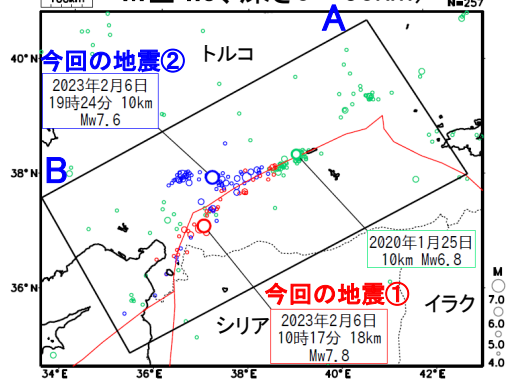 N=257
A
40°N
トルコ
今回の地震②
2023年2月6日
19時24分 10km
Mw7.6
38°N
B
2020年1月25日
10km Mw6.8
36°N
今回の地震①
シリア
2023年2月6日
10時17分 18km
Mw7.8
イラク
M
7.0
6.0
5.0
4.0
34°E
36°E
38°E
40°E
42°E